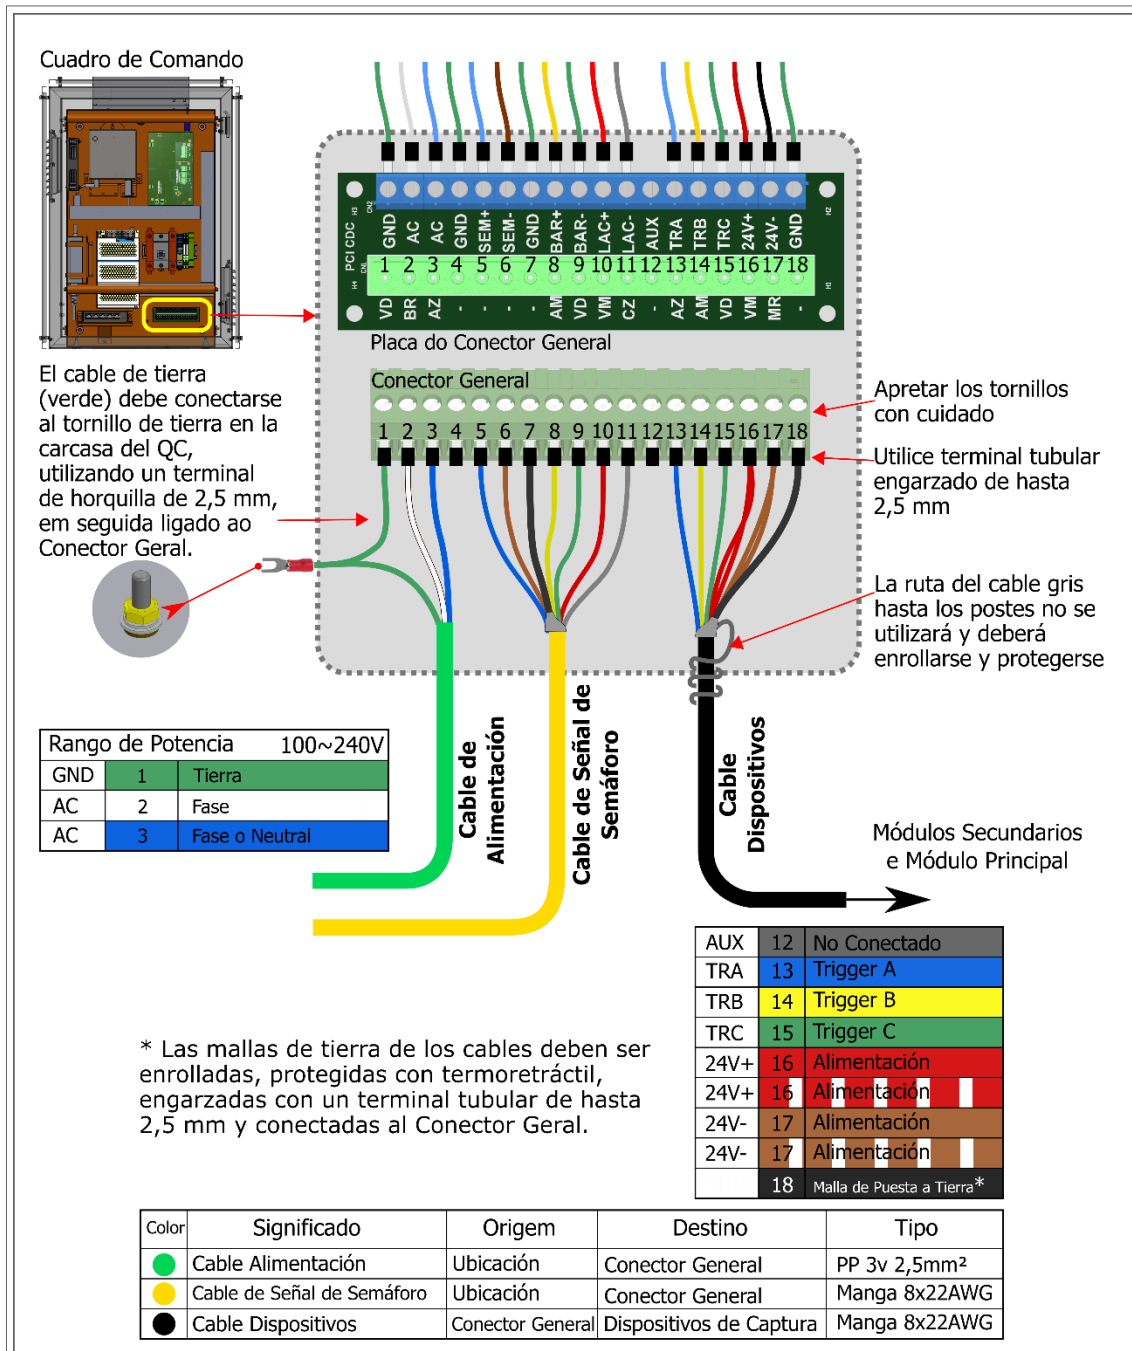 Cuadro de Comando
H3
CN2
GND
AC
AC
GND
SEM+
SEM-
GND
BAR+
BAR-
LAC+
LAC-
AUX
TRA
TRB
TRC
24V+
24V-
GND
H2
PCI CDC
CN1
1 2 3 4 5 6 7 8 9 10 11 12 13 14 15 16 17 18
H4
VD
BR
AZ
-
-
-
-
AM
VD
VM
CZ
-
AZ
AM
VD
VM
MR
-
H1
Placa do Conector General
Conector General
1 2 3 4 5 6 7 8 9 10 11 12 13 14 15 16 17 18
El cable de tierra
(verde) debe conectarse
al tornillo de tierra en la
carcasa del QC,
utilizando un terminal
de horquilla de 2,5 mm,
em seguida ligado ao
Conector Geral.
Apretar los tornillos
con cuidado
Utilice terminal tubular
engarzado de hasta
2,5 mm
La ruta del cable gris
hasta los postes no se
utilizará y deberá
enrollarse y protegerse
Cable de
Alimentación
Cable de Señal de
Semáforo
Cable
Dispositivos
Rango de Potencia 100~240V
GND 1 Tierra
AC 2 Fase
AC 3 Fase o Neutral
Módulos Secundarios
e Módulo Principal
AUX 12 No Conectado
TRA 13 Trigger A
TRB 14 Trigger B
TRC 15 Trigger C
24V+ 16 Alimentación
24V+ 16 Alimentación
24V- 17 Alimentación
24V- 17 Alimentación
18 Malla de Puesta a Tierra*
* Las mallas de tierra de los cables deben ser
enrolladas, protegidas con termoretráctil,
engarzadas con un terminal tubular de hasta
2,5 mm y conectadas al Conector Geral.
Color Significado Origem Destino Tipo
Cable Alimentación Ubicación Conector General PP 3v 2,5mm²
Cable de Señal de Semáforo Ubicación Conector General Manga 8x22AWG
Cable Dispositivos Conector General Dispositivos de Captura Manga 8x22AWG